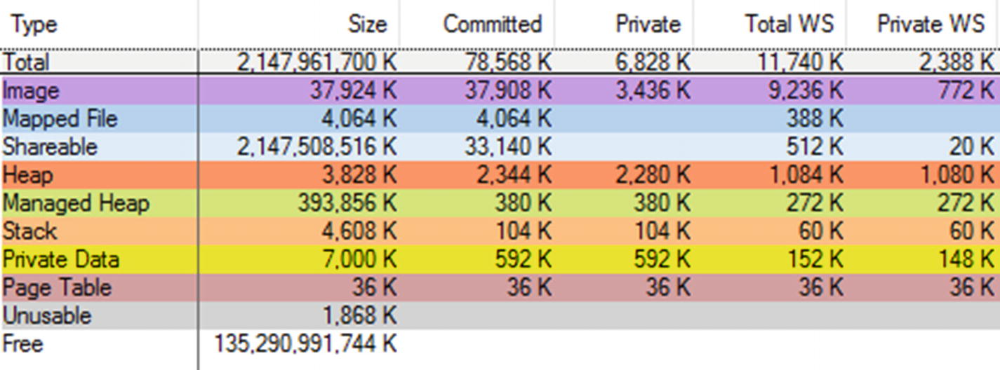 Type Size Committed Private Total WS Private WS
Total 2,147,961,700 K 78,568 K 6,828 K 11,740 K 2,388 K
Image 37,924 K 37,908 K 3,436 K 9,236 K 772 K
Mapped File 4,064 K 4,064 K 388 K
Shareable 2,147,508,516 K 33,140 K 512 K 20 K
Heap 3,828 K 2,344 K 2,280 K 1,084 K 1,080 K
Managed Heap 393,856 K 380 K 380 K 272 K 272 K
Stack 4,608 K 104 K 104 K 60 K 60 K
Private Data 7,000 K 592 K 592 K 152 K 148 K
Page Table 36 K 36 K 36 K 36 K 36 K
Unusable 1,868 K
Free 135,290,991,744 K